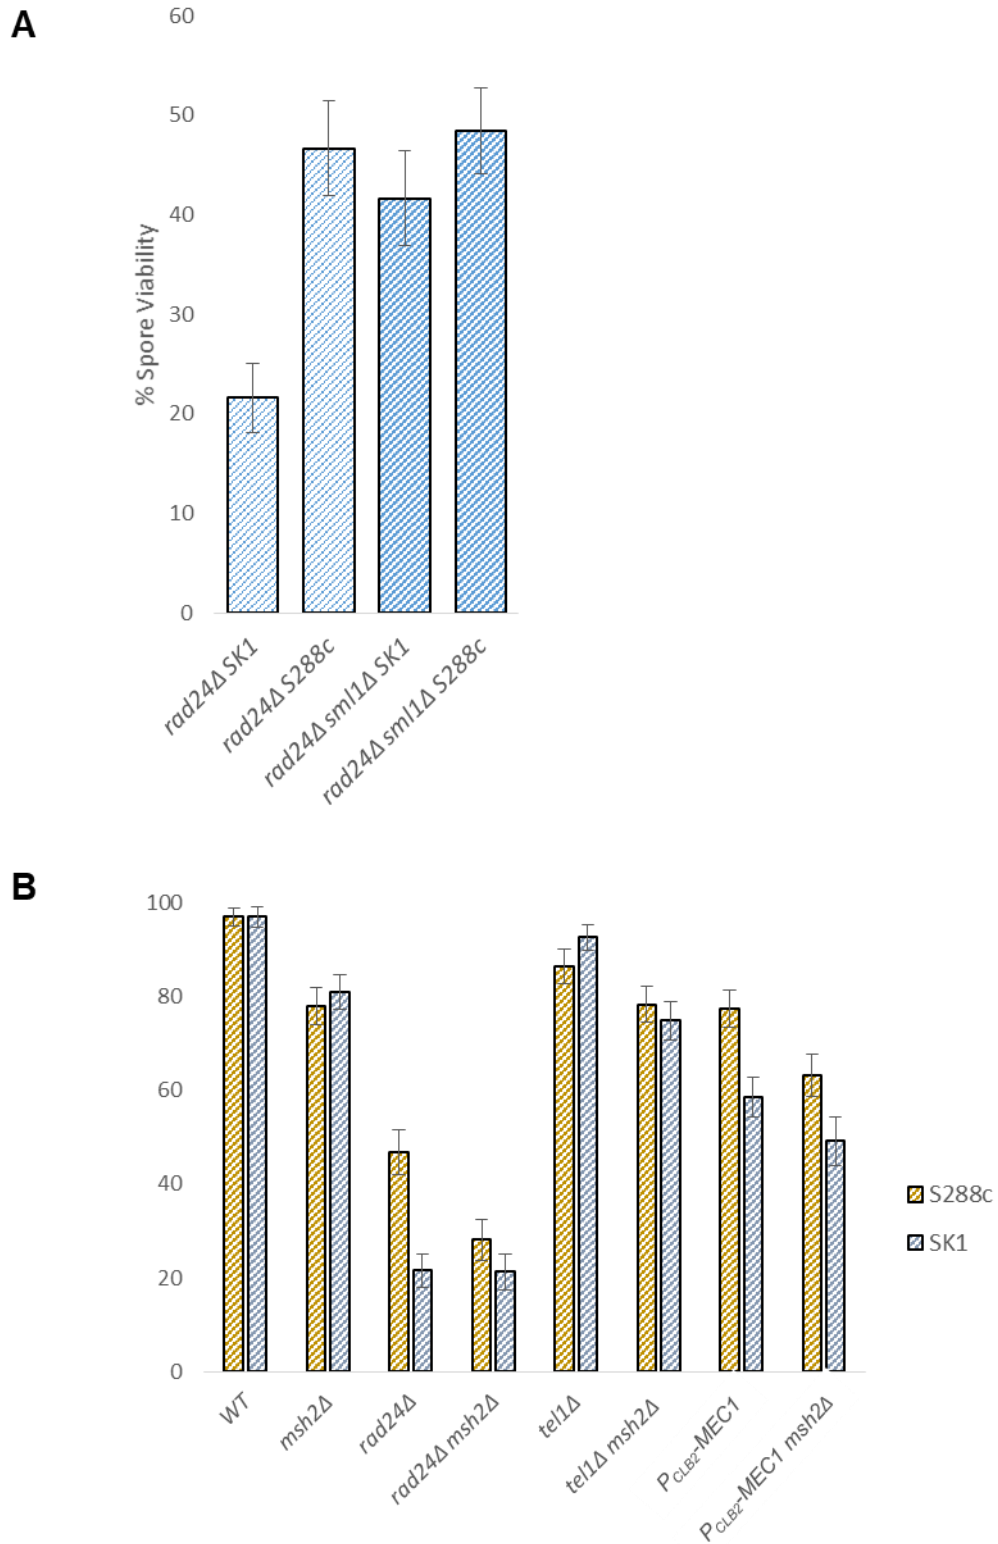 A
60
50
40
30
20
10
0
% Spore Viability
rad24Δ SK1
rad24Δ S288c
rad24Δ sml1Δ SK1
rad24Δ sml1Δ S288c
B
100
80
60
40
20
0
WT
msh2Δ
rad24Δ
rad24Δ msh2Δ
tel1Δ
tel1Δ msh2Δ
P_CLB2-MEC1
P_CLB2-MEC1 msh2Δ
S288c
SK1